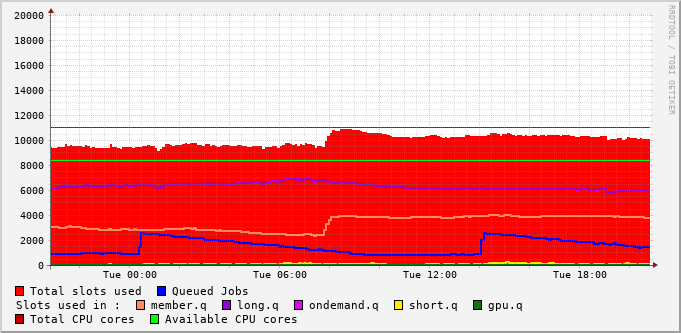 20000
18000
16000
14000
12000
10000
8000
6000
4000
2000
0
Tue 00:00 Tue 06:00 Tue 12:00 Tue 18:00
Total slots used Queued Jobs
Slots used in : member.q long.q ondemand.q short.q gpu.q
Total CPU cores Available CPU cores
RRDTOOL / TOBI OETIKER